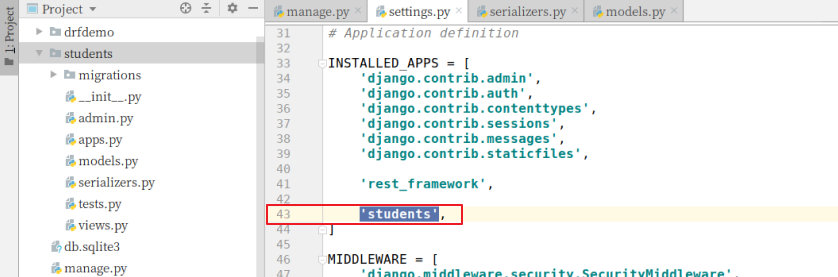 1: Project
Project
drfdemo
students
migrations
__init__.py
admin.py
apps.py
models.py
serializers.py
tests.py
views.py
db.sqlite3
manage.py
manage.py
settings.py
serializers.py
models.py
31 # Application definition
32
33 INSTALLED_APPS = [
34 'django.contrib.admin',
35 'django.contrib.auth',
36 'django.contrib.contenttypes',
37 'django.contrib.sessions',
38 'django.contrib.messages',
39 'django.contrib.staticfiles',
40
41 'rest_framework',
42
43 'students',
44 ]
45
46 MIDDLEWARE = [
47 'django.middleware.security.SecurityMiddleware',